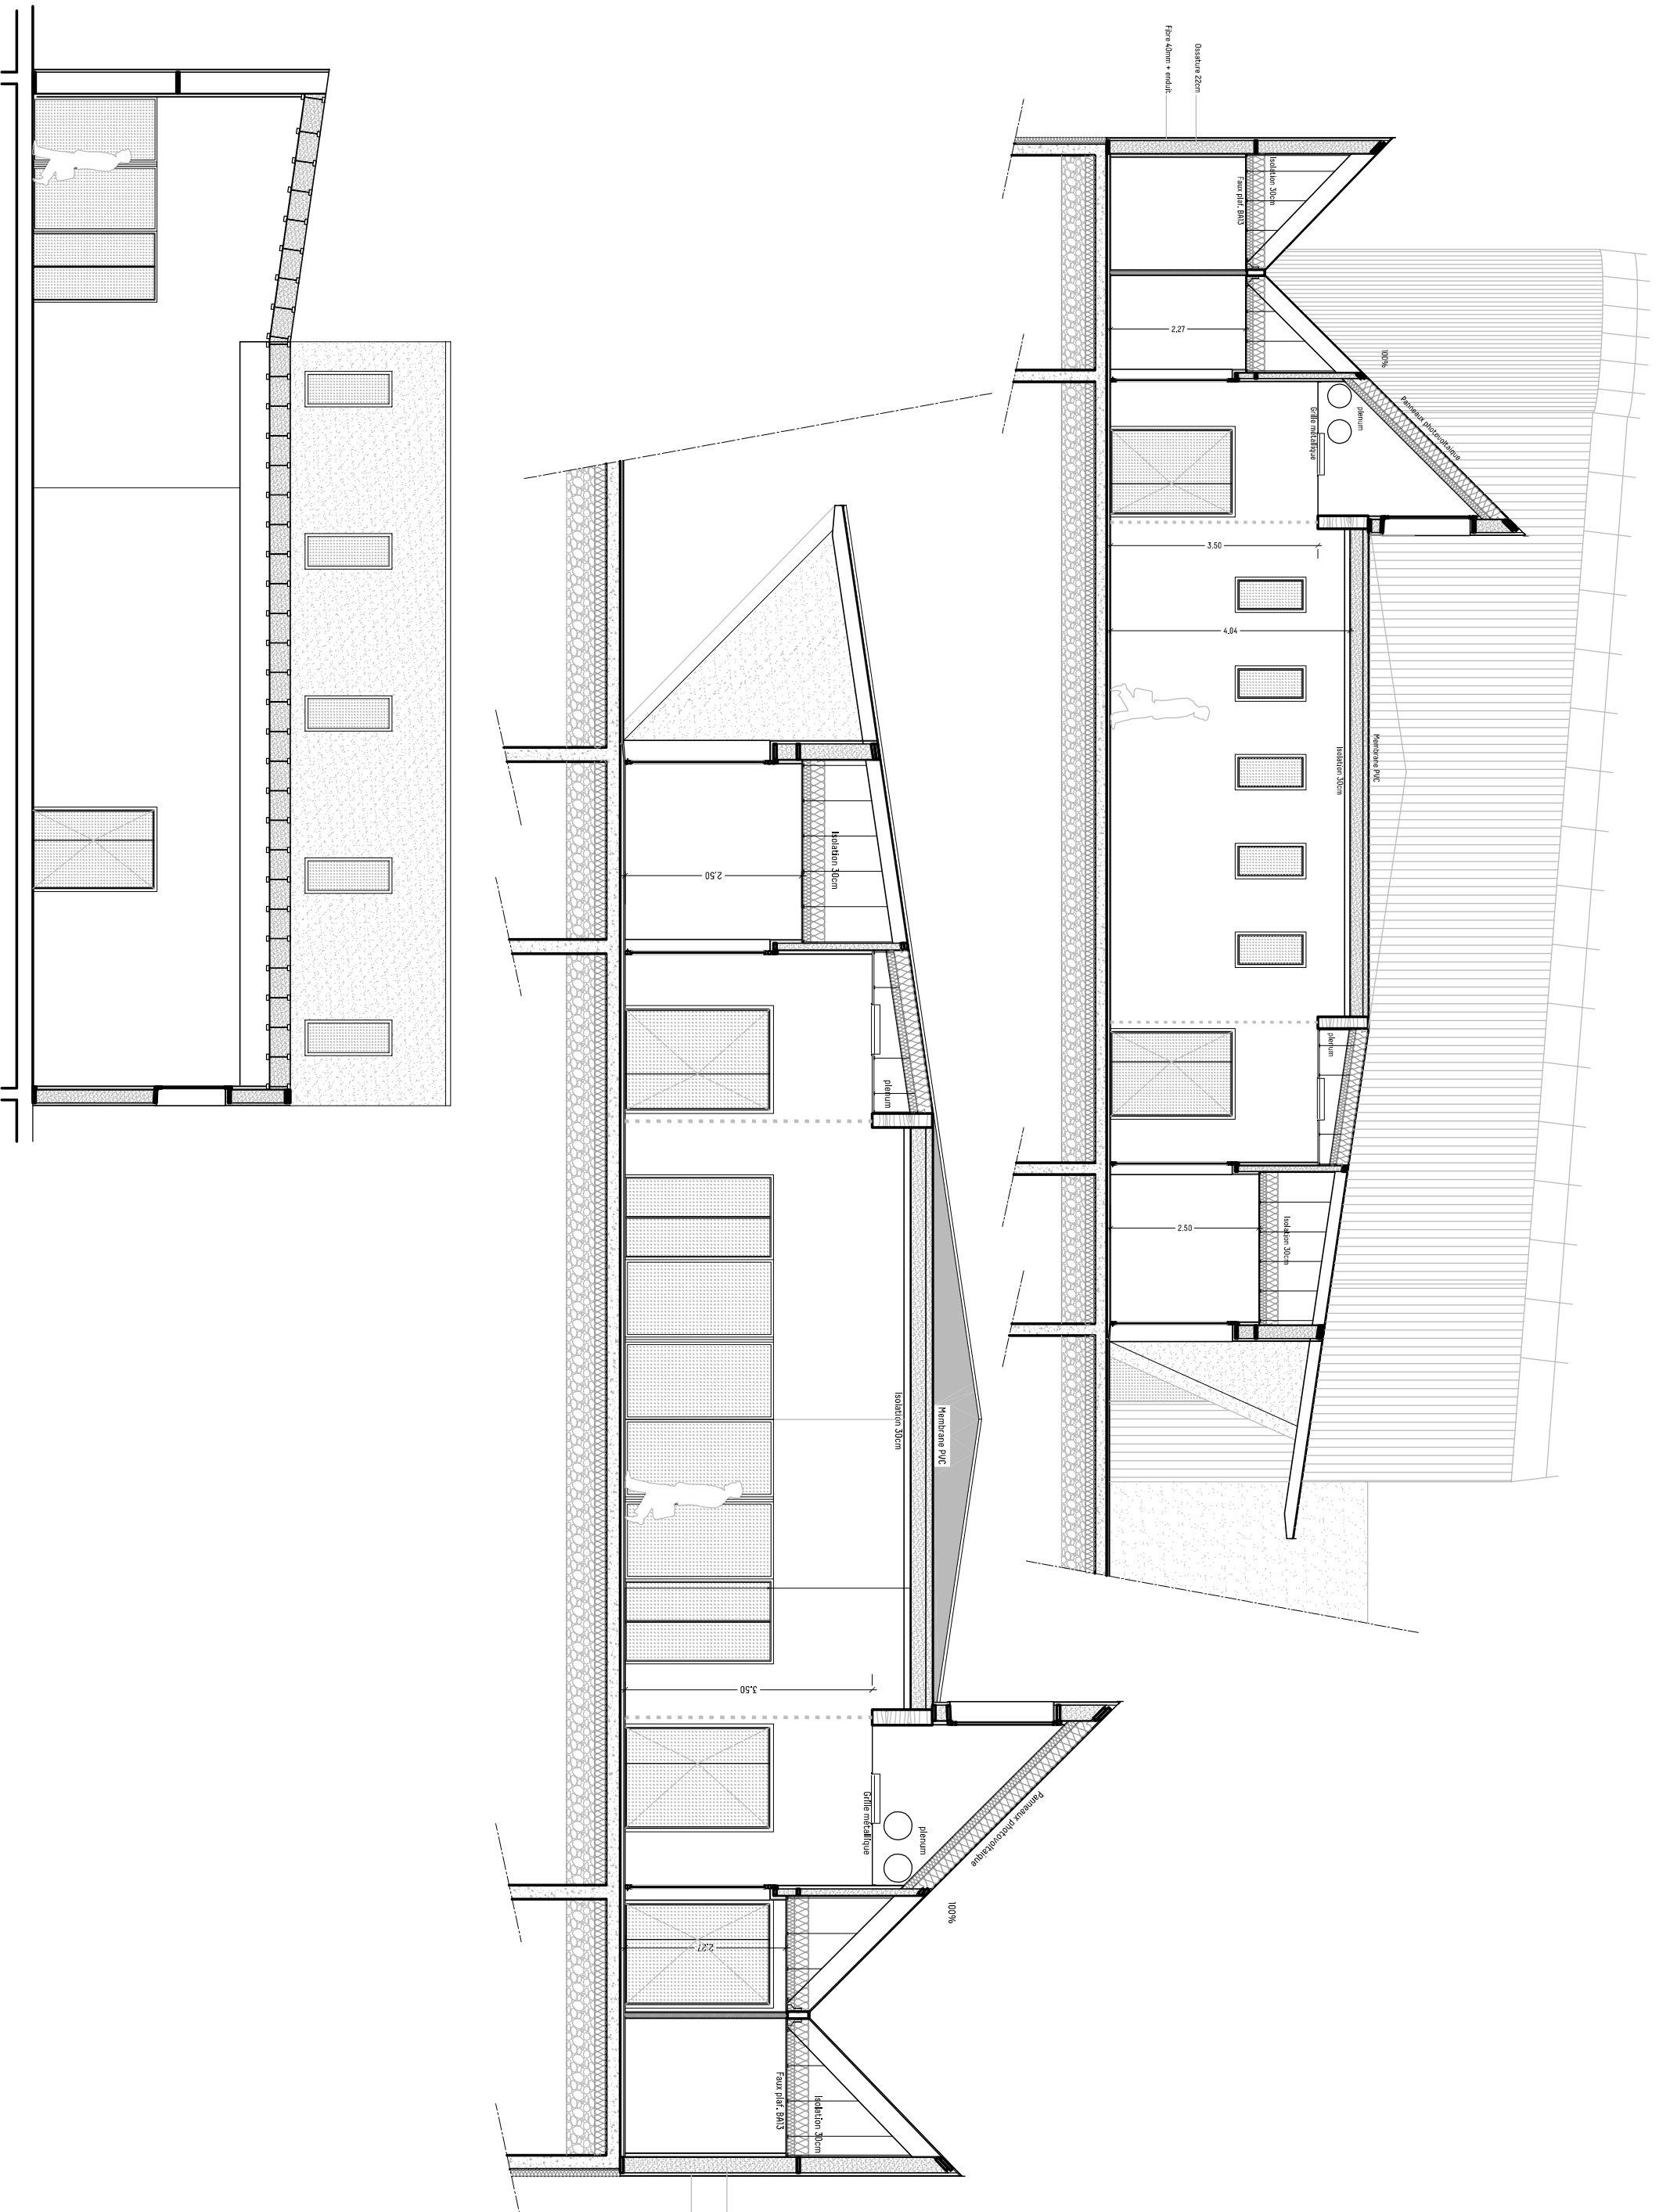 Fibre 40mm + enduit
Ossature 22cm
Isolation 30cm
Faux plaf. BA13
2,27
100%
Panneaux photovoltaique
plenum
Grille métallique
3,50
4,04
Isolation 30cm
Membrane PVC
plenum
2,50
Isolation 30cm
2,50
Isolation 30cm
plenum
Isolation 30cm
Membrane PVC
3,50
Grille métallique
plenum
Panneaux photovoltaique
100%
2,27
Faux plaf. BA13
Isolation 30cm